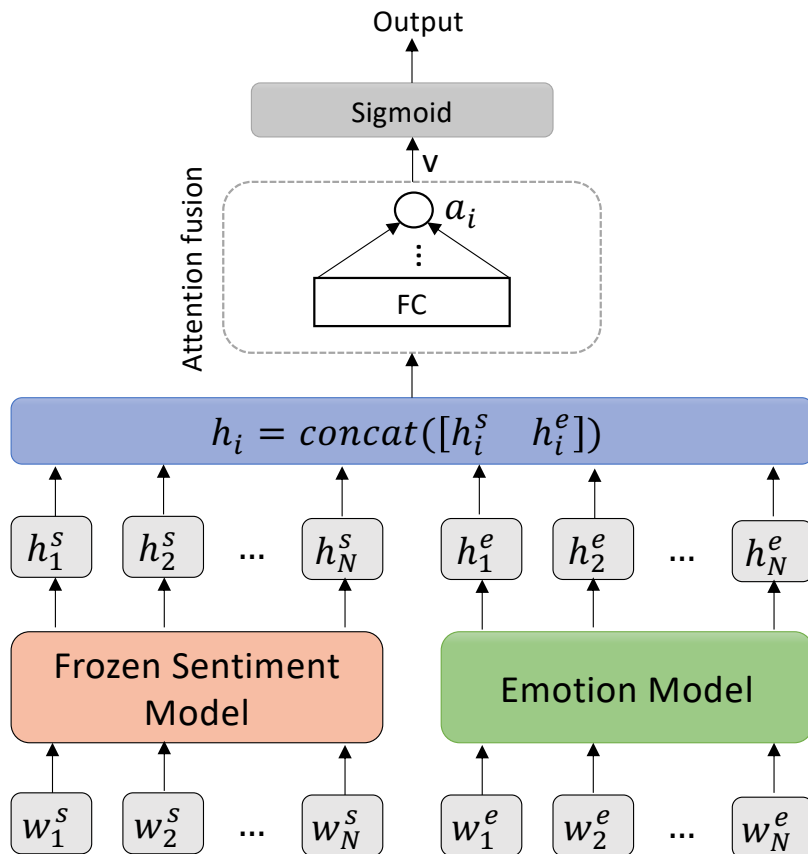 Output
Sigmoid
v
Attention fusion
a_i
⋮
FC
h_i = concat([h_i^s h_i^e])
h_1^s h_2^s ... h_N^s h_1^e h_2^e ... h_N^e
Frozen Sentiment
Model
Emotion Model
w_1^s w_2^s ... w_N^s w_1^e w_2^e ... w_N^e